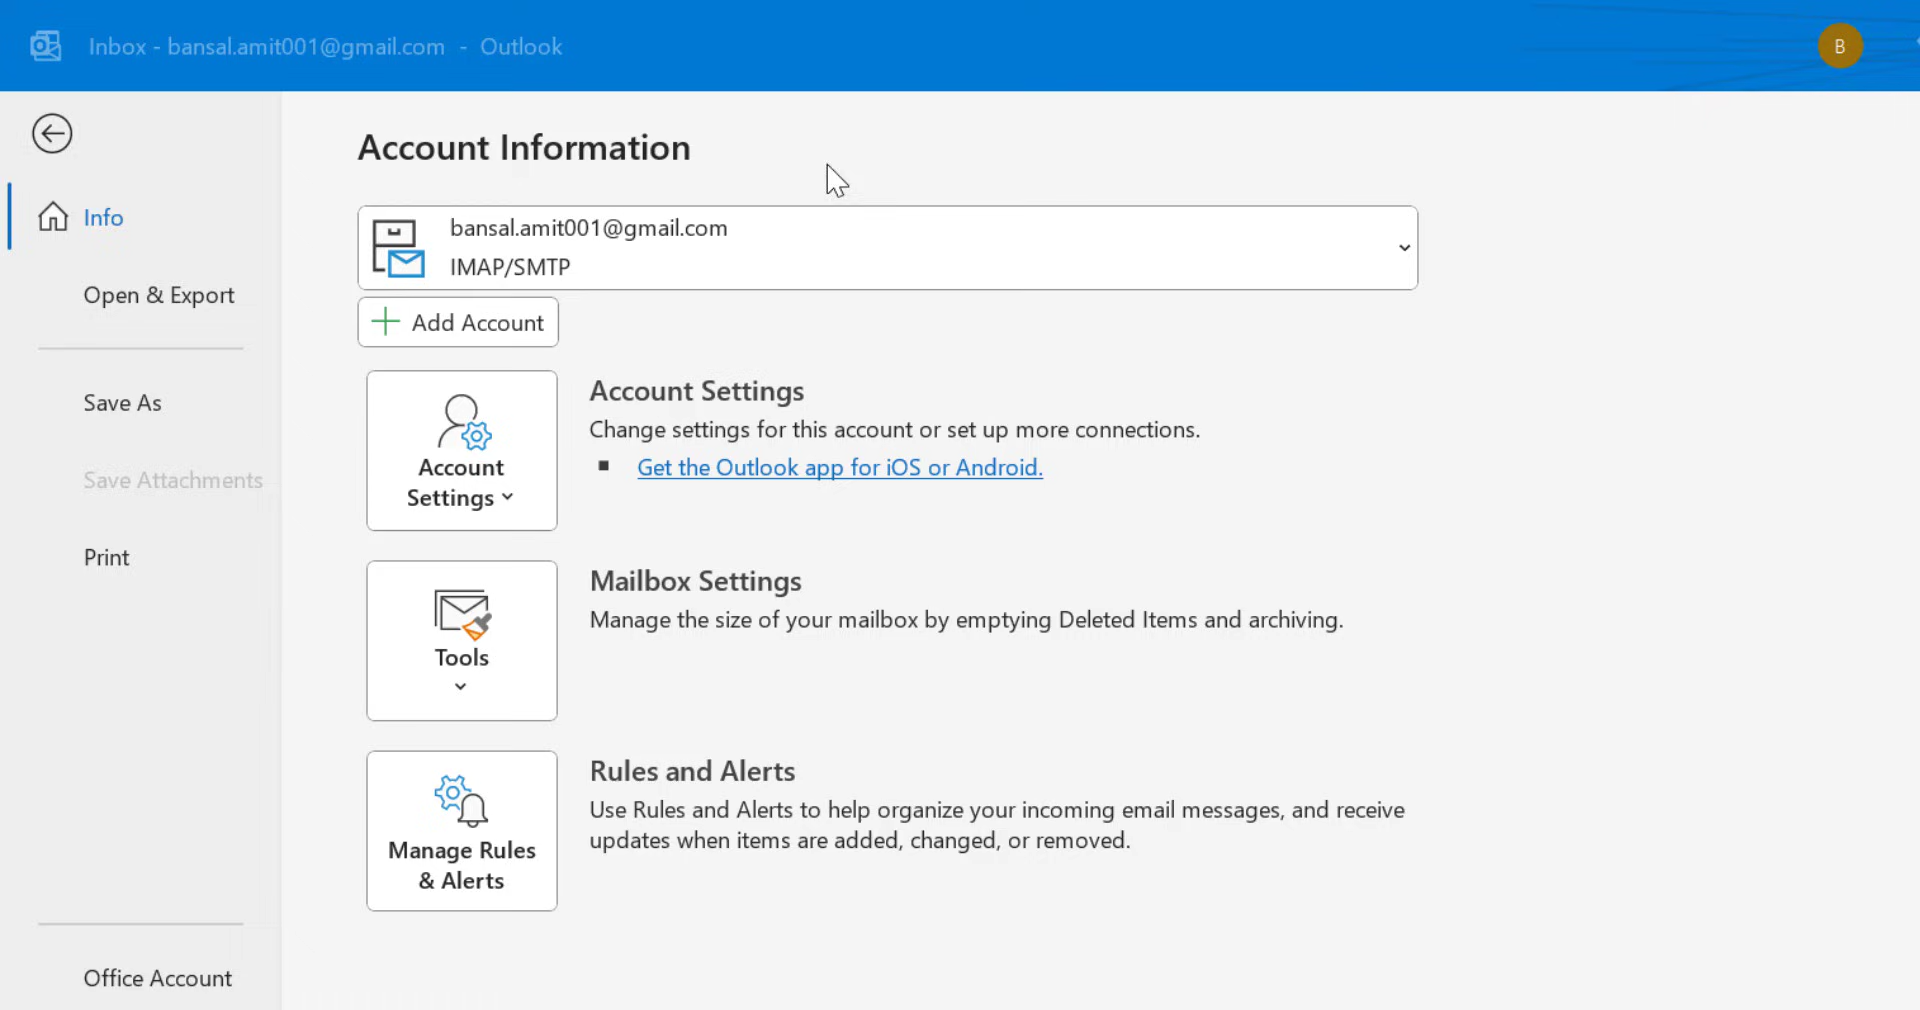 Inbox - bansal.amit001@gmail.com - Outlook
B
Account Information
Info
bansal.amit001@gmail.com
IMAP/SMTP
Open & Export
Add Account
Account Settings
Change settings for this account or set up more connections.
Get the Outlook app for iOS or Android.
Account
Settings
Save As
Save Attachments
Print
Mailbox Settings
Manage the size of your mailbox by emptying Deleted Items and archiving.
Tools
Rules and Alerts
Use Rules and Alerts to help organize your incoming email messages, and receive
updates when items are added, changed, or removed.
Manage Rules
& Alerts
Office Account